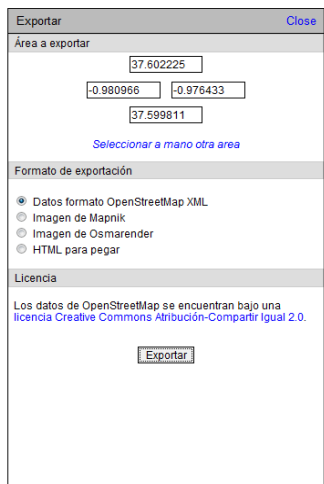 Exportar Close
Área a exportar
37.602225
-0.980966 -0.976433
37.599811
Seleccionar a mano otra area
Formato de exportación
Datos formato OpenStreetMap XML
Imagen de Mapnik
Imagen de Osmarender
HTML para pegar
Licencia
Los datos de OpenStreetMap se encuentran bajo una
licencia Creative Commons Atribución-Compartir Igual 2.0.
Exportar